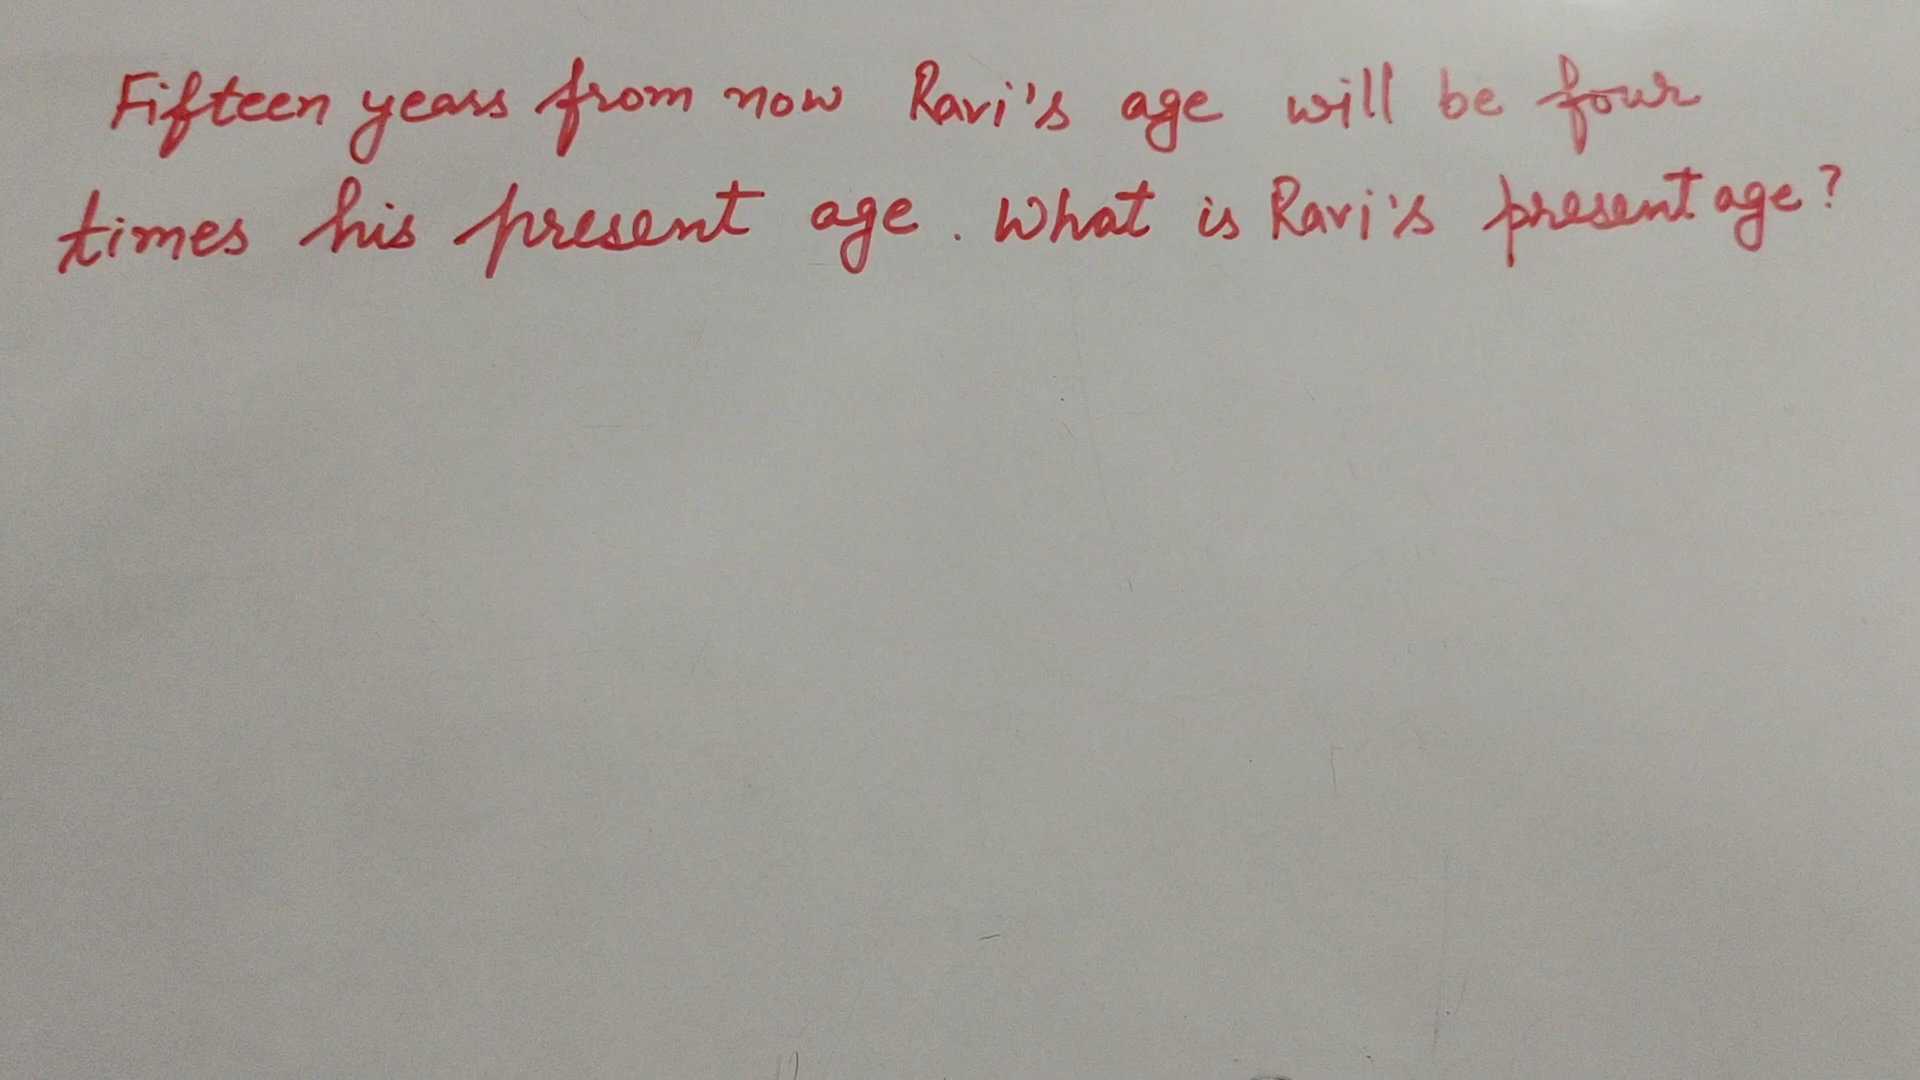 Fifteen years from now Ravi's age will be four
times his present age. What is Ravi's present age?